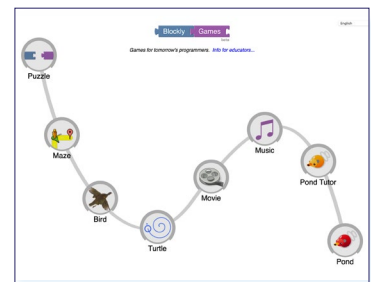 English
Blockly Games
Games for tomorrow's programmers. Info for educators...
Puzzle
Maze
Bird
Turtle
Movie
Music
Pond Tutor
Pond